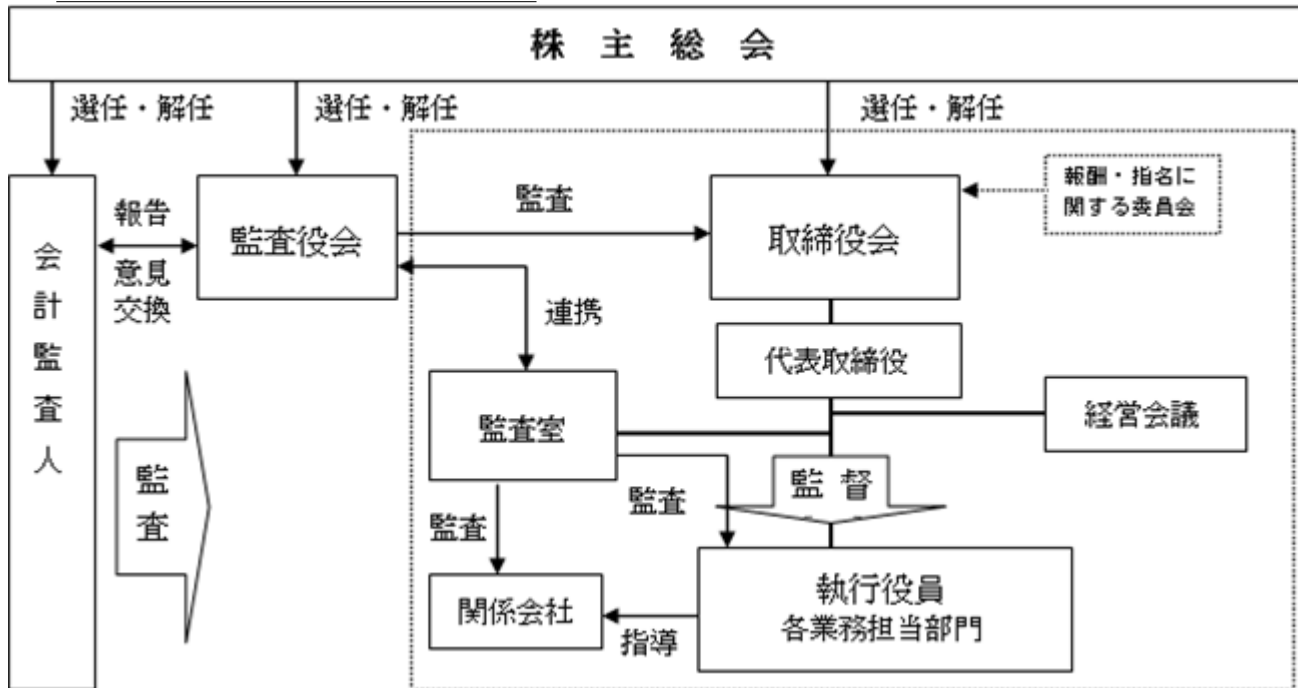 株主総会
選任・解任
選任・解任
選任・解任
報酬・指名に
関する委員会
監査
報告
意見
交換
監査役会
取締役会
会計監査人
連携
代表取締役
監査室
経営会議
監査
監督
監査
監査
執行役員
各業務担当部門
関係会社
指導